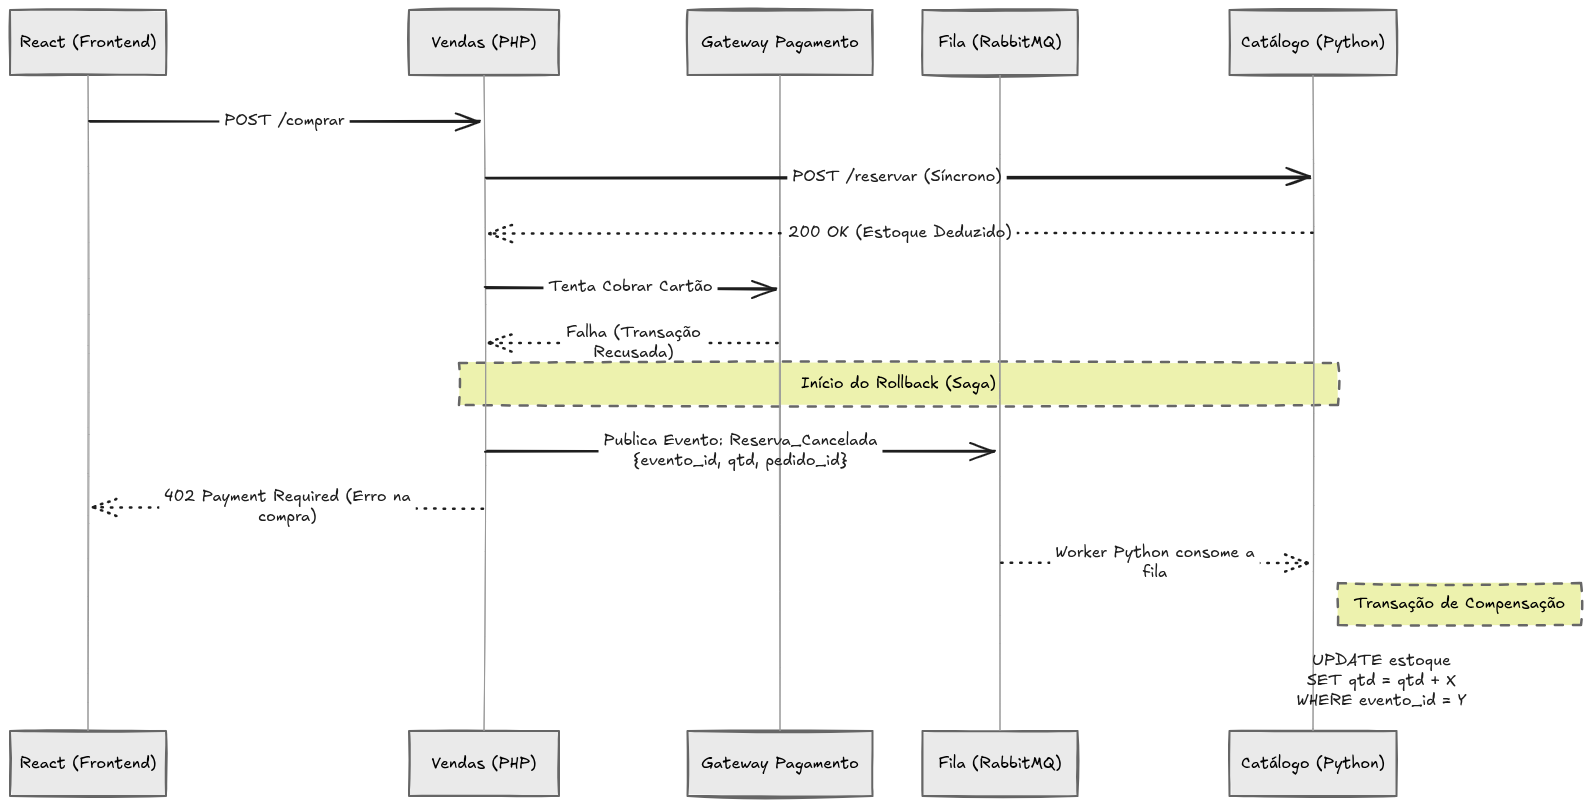 React (Frontend)
Vendas (PHP)
Gateway Pagamento
Fila (RabbitMQ)
Catálogo (Python)
POST /comprar
POST /reservar (Síncrono)
200 OK (Estoque Deduzido)
Tenta Cobrar Cartão
Falha (Transação
Recusada)
Início do Rollback (Saga)
Publica Evento: Reserva_Cancelada
{evento_id, qtd, pedido_id}
402 Payment Required (Erro na
compra)
Worker Python consome a
fila
Transação de Compensação
UPDATE estoque
SET qtd = qtd + X
WHERE evento_id = Y
React (Frontend)
Vendas (PHP)
Gateway Pagamento
Fila (RabbitMQ)
Catálogo (Python)